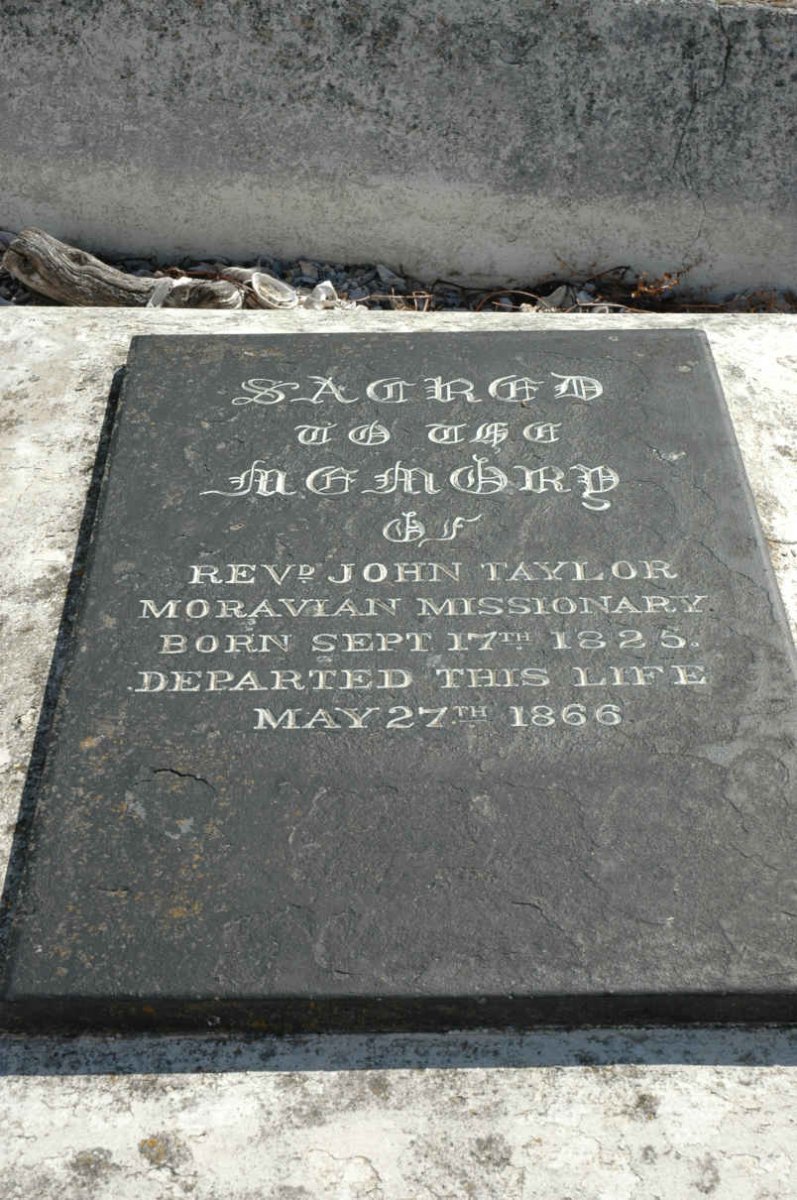 SACRED
TO THE
MEMORY
OF
REVD. JOHN TAYLOR
MORAVIAN MISSIONARY
BORN SEPT 17TH 1825.
DEPARTED THIS LIFE
MAY 27TH 1866